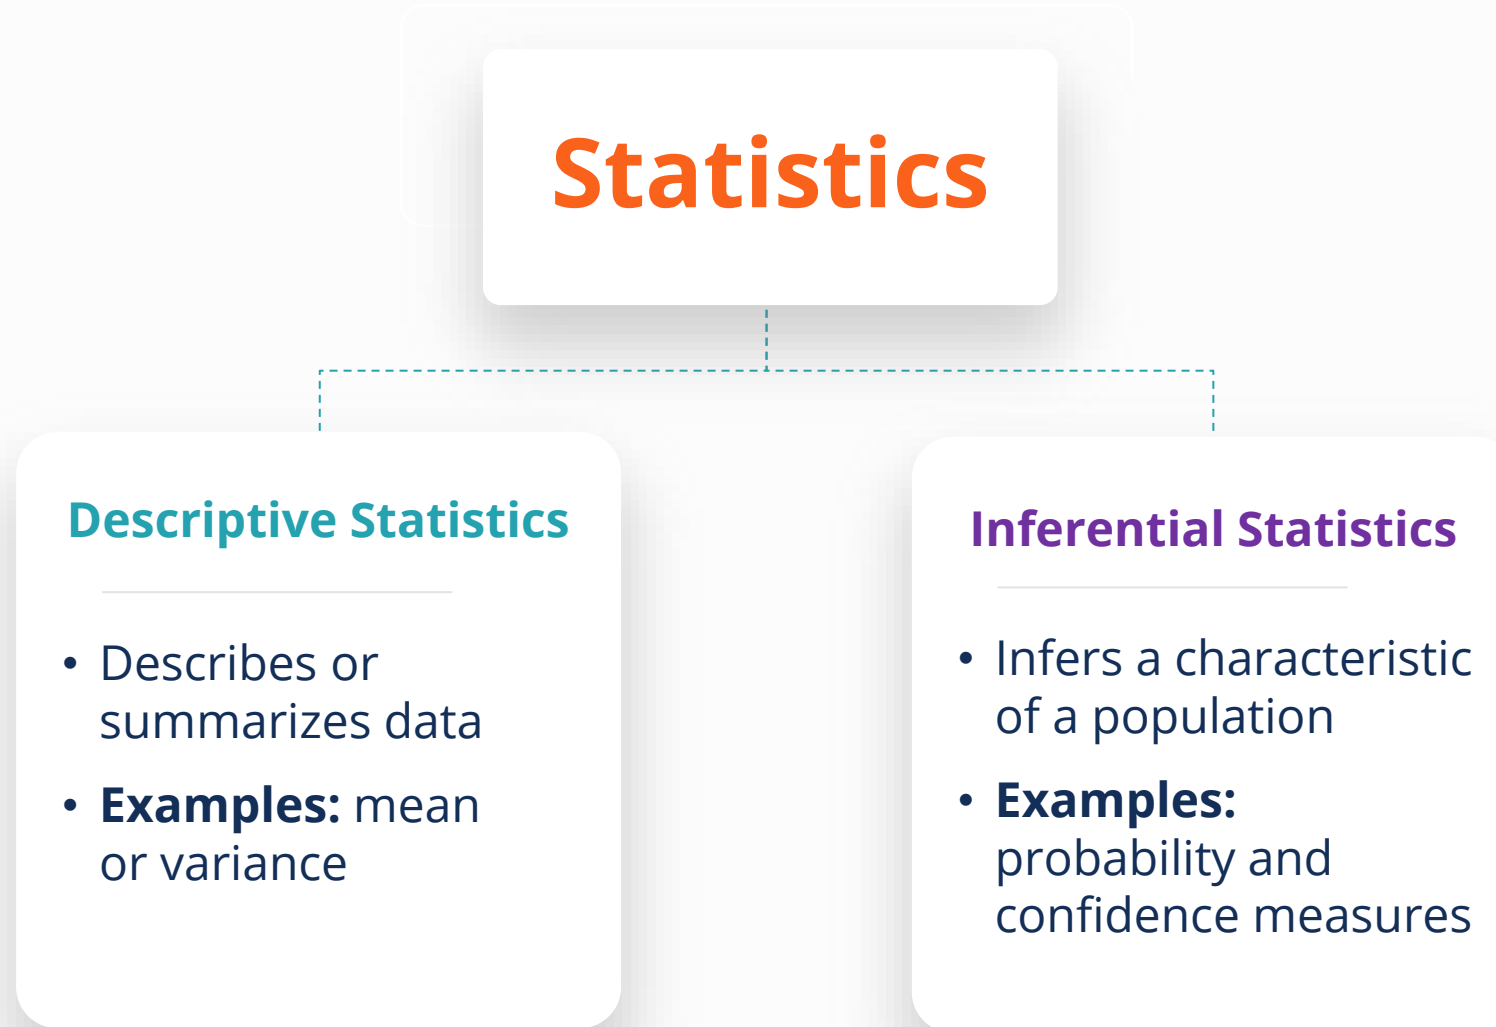 Statistics
Descriptive Statistics
• Describes or
summarizes data
• Examples: mean
or variance
Inferential Statistics
• Infers a characteristic
of a population
• Examples:
probability and
confidence measures